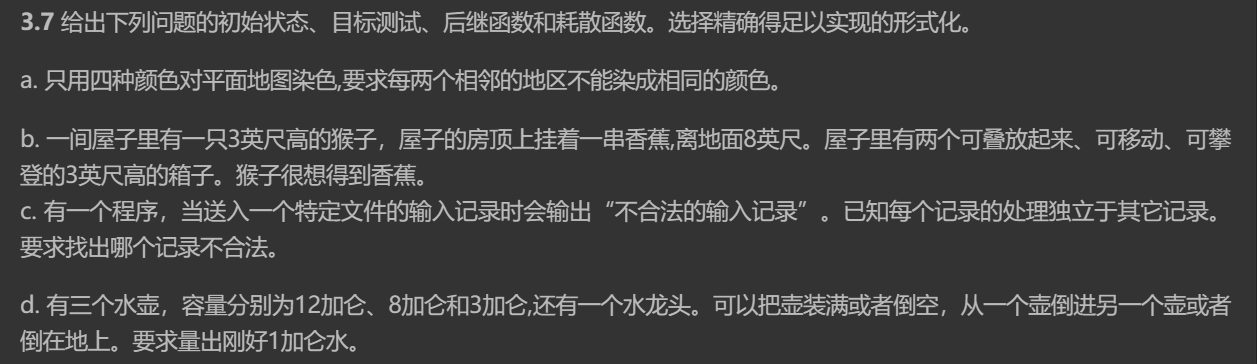 3.7 给出下列问题的初始状态、目标测试、后继函数和耗散函数。选择精确得足以实现的形式化。
a. 只用四种颜色对平面地图染色,要求每两个相邻的地区不能染成相同的颜色。
b. 一间屋子里有一只3英尺高的猴子，屋子的房顶上挂着一串香蕉,离地面8英尺。屋子里有两个可叠放起来、可移动、可攀
登的3英尺高的箱子。猴子很想得到香蕉。
c. 有一个程序，当送入一个特定文件的输入记录时会输出“不合法的输入记录”。已知每个记录的处理独立于其它记录。
要求找出哪个记录不合法。
d. 有三个水壶，容量分别为12加仑、8加仑和3加仑,还有一个水龙头。可以把壶装满或者倒空，从一个壶倒进另一个壶或者
倒在地上。要求量出刚好1加仑水。